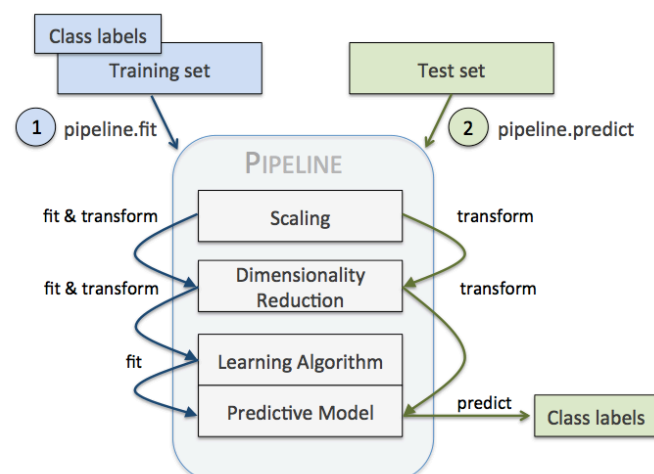 Class labels
Training set
Test set
1 pipeline.fit
2 pipeline.predict
PIPELINE
fit & transform
Scaling
transform
fit & transform
Dimensionality
Reduction
transform
fit
Learning Algorithm
Predictive Model
predict
Class labels